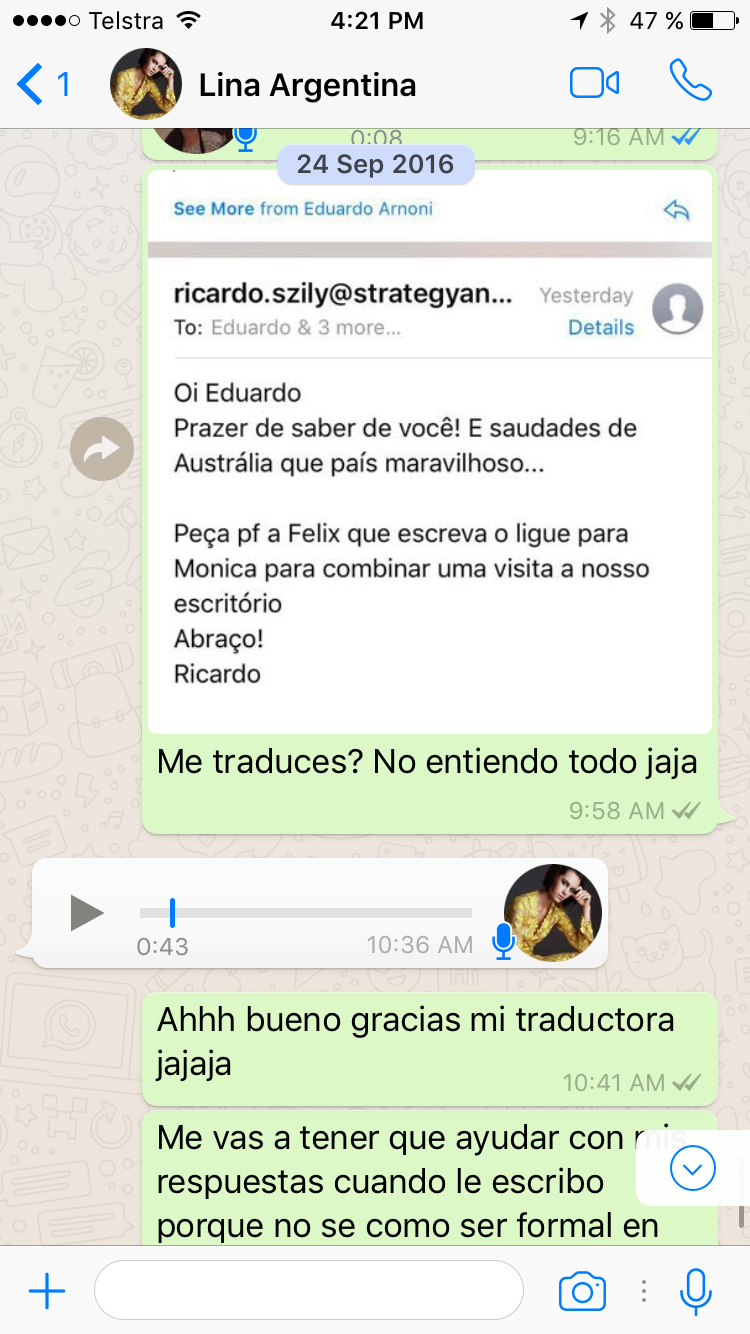 Telstra 4:21 PM 47 %
1 Lina Argentina
0:08 9:16 AM
24 Sep 2016
See More from Eduardo Arnoni
ricardo.szily@strategyan... Yesterday
To: Eduardo & 3 more... Details
Oi Eduardo
Prazer de saber de você! E saudades de
Austrália que país maravilhoso...
Peça pf a Felix que escreva o ligue para
Monica para combinar uma visita a nosso
escritório
Abraço!
Ricardo
Me traduces? No entiendo todo jaja
9:58 AM
0:43 10:36 AM
Ahhh bueno gracias mi traductora
jajaja
10:41 AM
Me vas a tener que ayudar con mis
respuestas cuando le escribo
porque no se como ser formal en